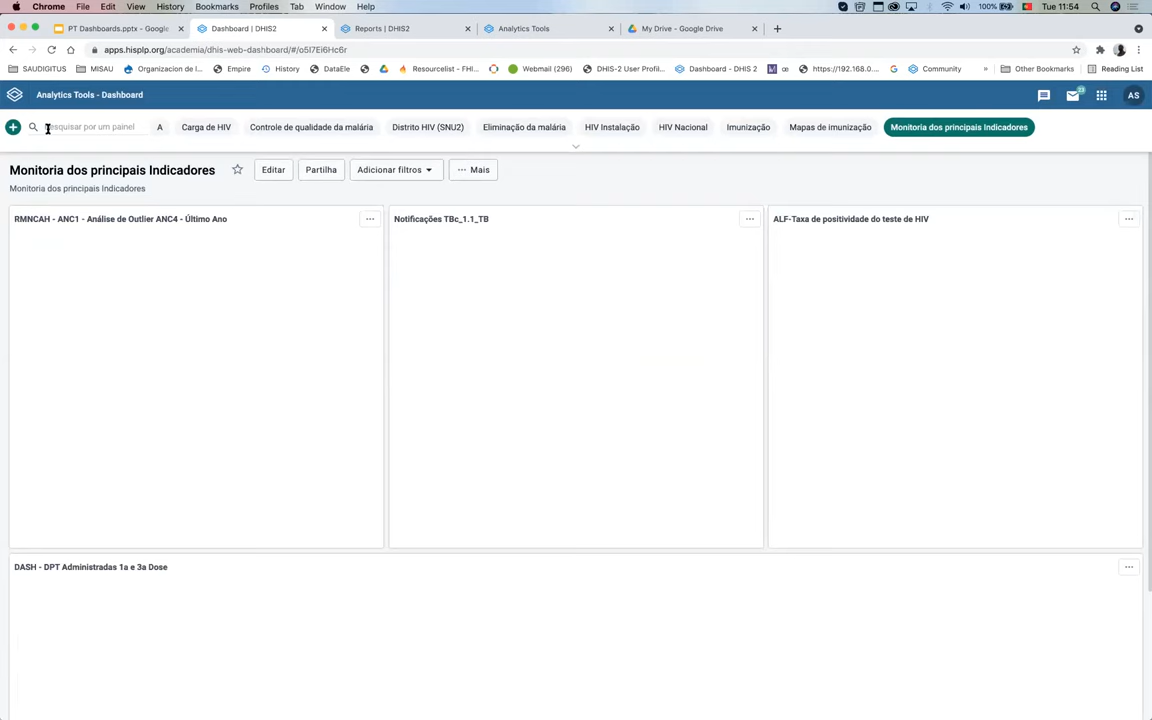 Chrome File Edit View History Bookmarks Profiles Tab Window Help 100% Tue 11:54
PT Dashboards.pptx - Google Dashboard | DHIS2 Reports | DHIS2 Analytics Tools My Drive - Google Drive
apps.hisplp.org/academia/dhis-web-dashboard/#/o5I7Ei6Hc6r
SAUDIGITUS MISAU Organizacion de I... Empire History DataEle Resourcelist - FHI... Webmail (296) DHIS-2 User Profil... Dashboard - DHIS 2 https://192.168.0... Community » Other Bookmarks Reading List
Analytics Tools - Dashboard 23 AS
Pesquisar por um painel A Carga de HIV Controle de qualidade da malária Distrito HIV (SNU2) Eliminação da malária HIV Instalação HIV Nacional Imunização Mapas de imunização Monitoria dos principais Indicadores
Monitoria dos principais Indicadores Editar Partilha Adicionar filtros Mais
Monitoria dos principais Indicadores
RMNCAH - ANC1 - Análise de Outlier ANC4 - Último Ano Notificações TBc_1.1_TB ALF-Taxa de positividade do teste de HIV
DASH - DPT Administradas 1a e 3a Dose